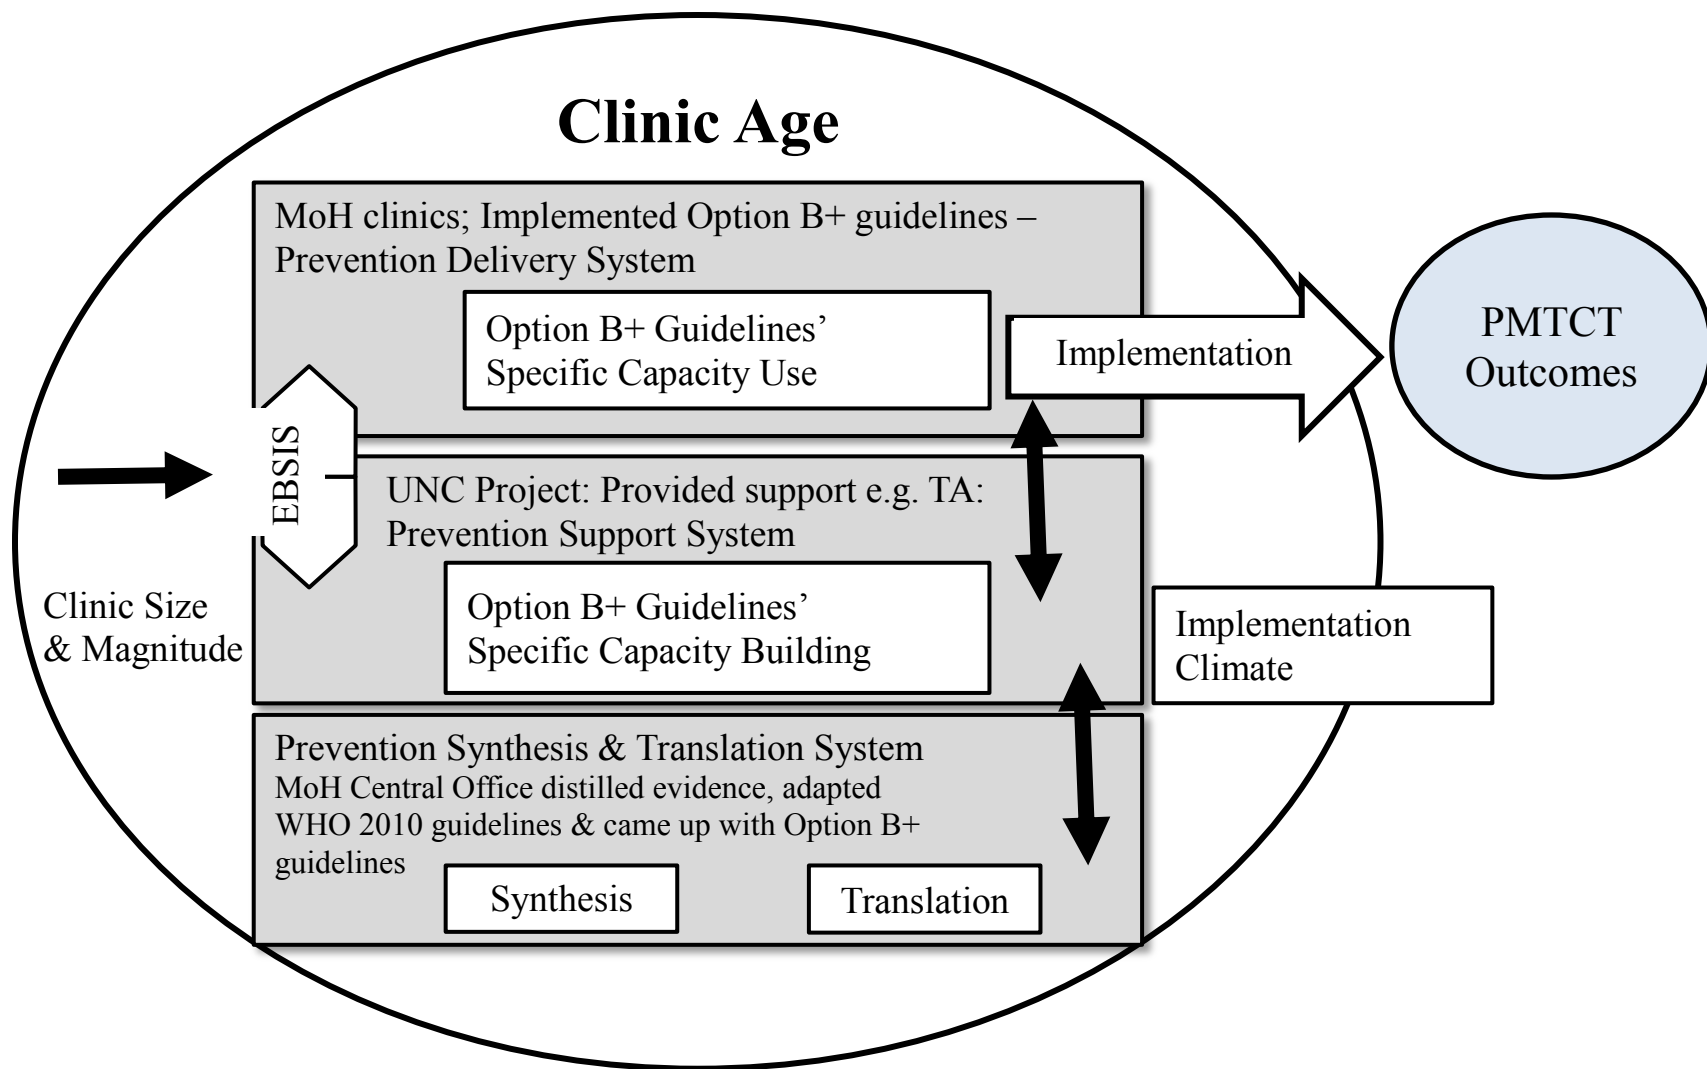 Clinic Age
MoH clinics; Implemented Option B+ guidelines –
Prevention Delivery System
Option B+ Guidelines’
Specific Capacity Use
Implementation
PMTCT
Outcomes
EBSIS
UNC Project: Provided support e.g. TA:
Prevention Support System
Option B+ Guidelines’
Specific Capacity Building
Clinic Size
& Magnitude
Implementation
Climate
Prevention Synthesis & Translation System
MoH Central Office distilled evidence, adapted
WHO 2010 guidelines & came up with Option B+
guidelines
Synthesis
Translation